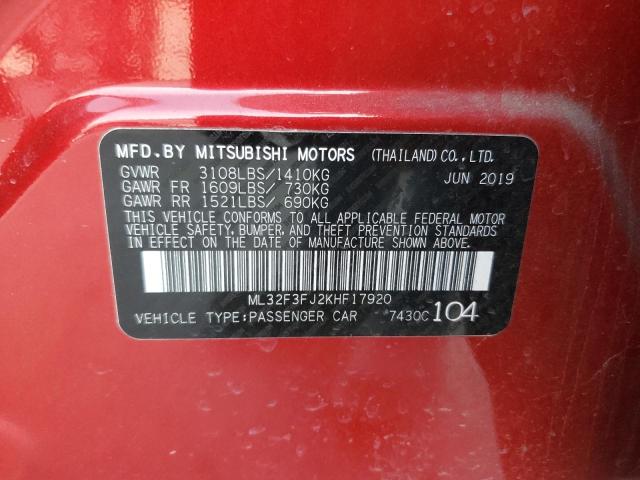 MFD.BY MITSUBISHI MOTORS (THAILAND) CO., LTD.
GVWR 3108LBS/1410KG JUN 2019
GAWR FR 1609LBS/ 730KG
GAWR RR 1521LBS/ 690KG
THIS VEHICLE CONFORMS TO ALL APPLICABLE FEDERAL MOTOR
VEHICLE SAFETY, BUMPER, AND THEFT PREVENTION STANDARDS
IN EFFECT ON THE DATE OF MANUFACTURE SHOWN ABOVE.
ML32F3FJ2KHF17920
VEHICLE TYPE:PASSENGER CAR 7430C 104